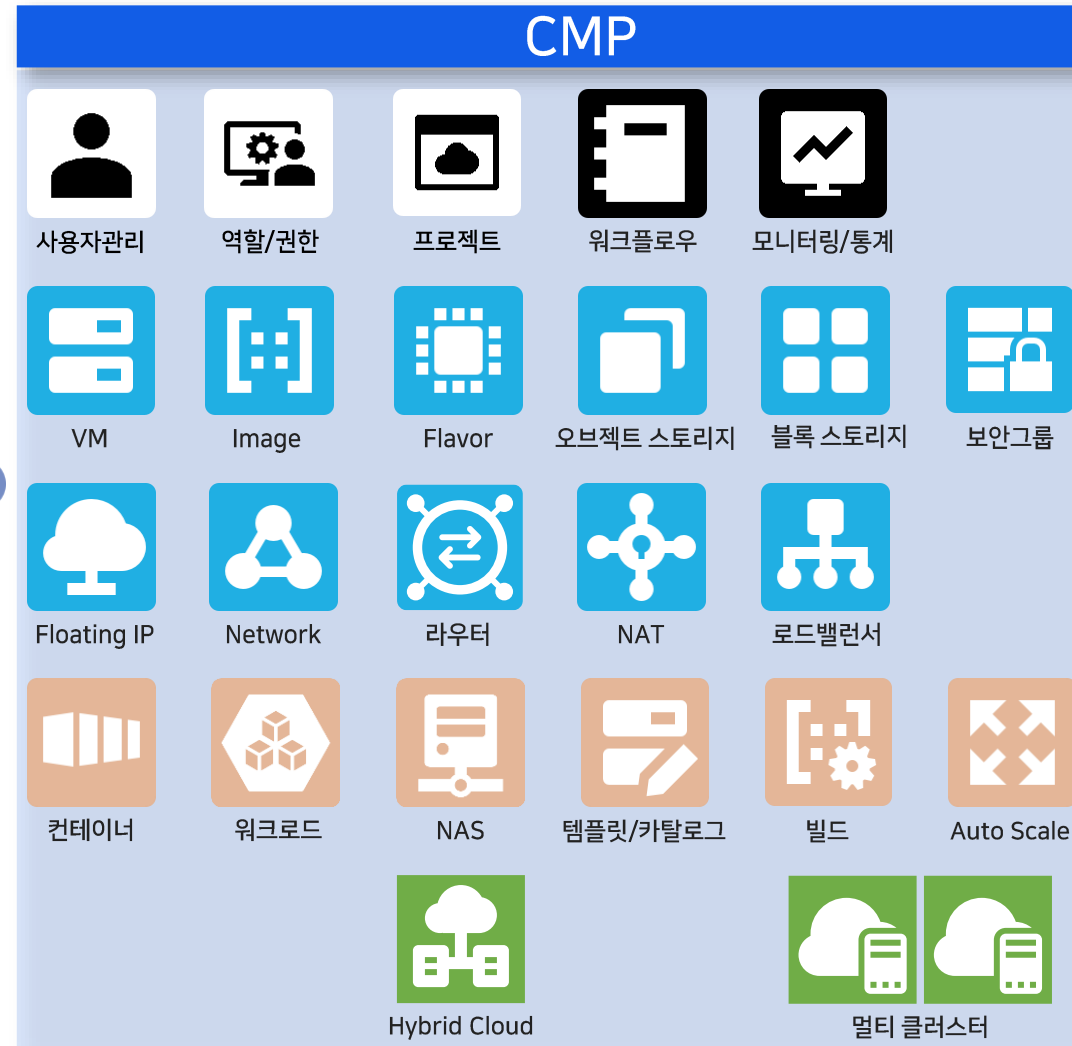 CMP
사용자관리
역할/권한
프로젝트
워크플로우
모니터링/통계
VM
Image
Flavor
오브젝트 스토리지
블록 스토리지
보안그룹
Floating IP
Network
라우터
NAT
로드밸런서
컨테이너
워크로드
NAS
템플릿/카탈로그
빌드
Auto Scale
Hybrid Cloud
멀티 클러스터